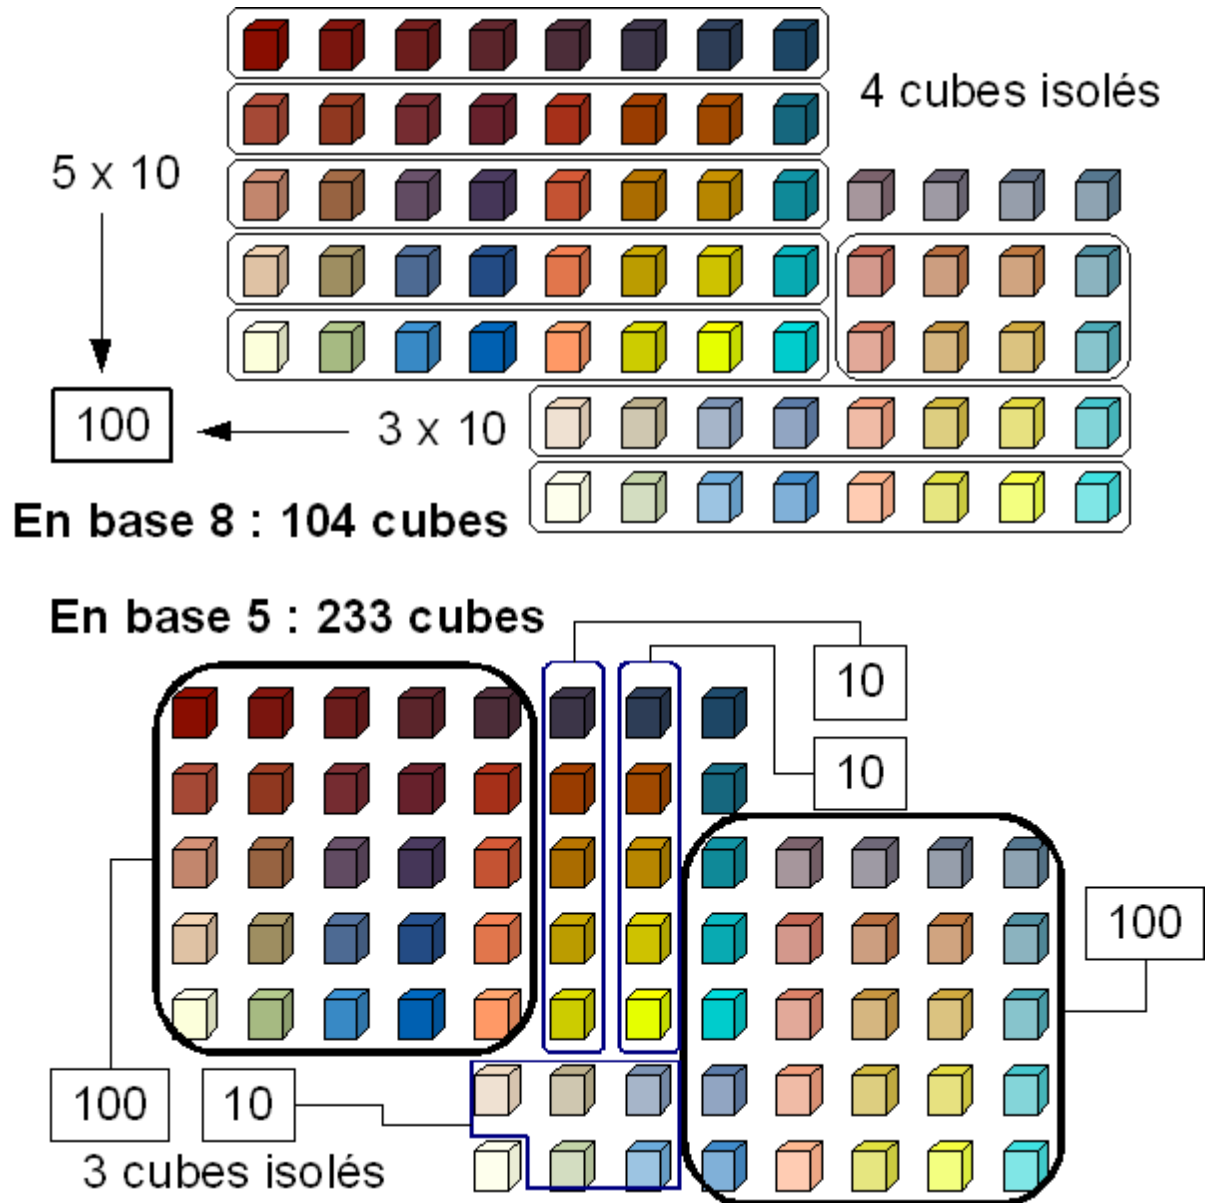 4 cubes isolés
5 x 10
100
3 x 10
En base 8 : 104 cubes
En base 5 : 233 cubes
10
10
100
100
10
3 cubes isolés